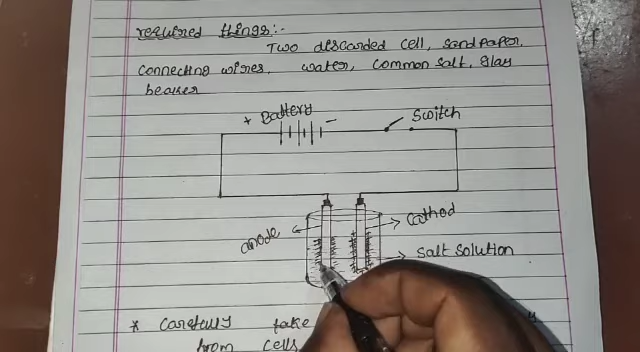 required things:-
Two discarded cell, sand paper,
connecting wires, water, common salt, glass
beaker
+ Battery -
Switch
anode
cathod
salt solution
* Carefully take
from cells